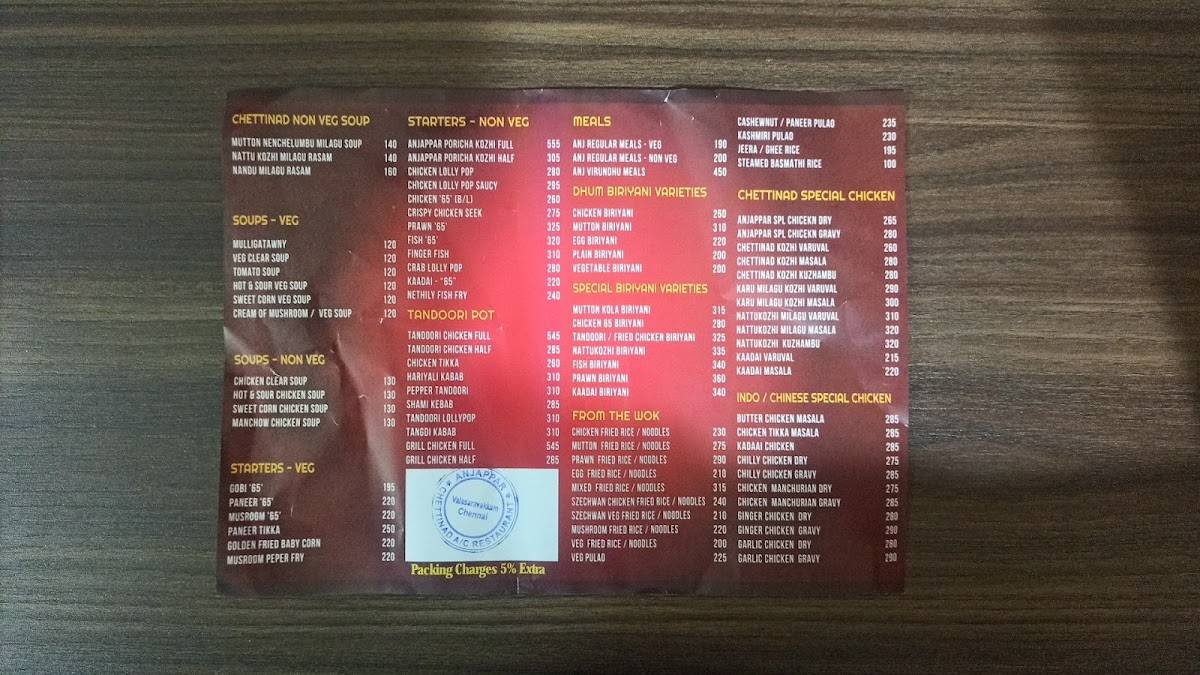 CHETTINAD NON VEG SOUP
MUTTON NENCHELUMBU MILAGU SOUP 140
NATTU KOZHI MILAGU RASAM 140
NANDU MILAGU RASAM 160
SOUPS - VEG
MULLIGATAWNY 120
VEG CLEAR SOUP 120
TOMATO SOUP 120
HOT & SOUR VEG SOUP 120
SWEET CORN VEG SOUP 120
CREAM OF MUSHROOM / VEG SOUP 120
SOUPS - NON VEG
CHICKEN CLEAR SOUP 130
HOT & SOUR CHICKEN SOUP 130
SWEET CORN CHICKEN SOUP 130
MANCHOW CHICKEN SOUP 130
STARTERS - VEG
GOBI '65' 195
PANEER '65' 220
MUSROOM '65' 220
PANEER TIKKA 250
GOLDEN FRIED BABY CORN 220
MUSROOM PEPER FRY 220
STARTERS - NON VEG
ANJAPPAR PORICHA KOZHI FULL 555
ANJAPPAR PORICHA KOZHI HALF 305
CHICKEN LOLLY POP 280
CHICKEN LOLLY POP SAUCY 295
CHICKEN '65' (B/L) 260
CRISPY CHICKEN SEEK 275
PRAWN '65' 325
FISH '65' 320
FINGER FISH 310
CRAB LOLLY POP 280
KAADAI - "65" 220
NETHILY FISH FRY 240
TANDOORI POT
TANDOORI CHICKEN FULL 545
TANDOORI CHICKEN HALF 285
CHICKEN TIKKA 260
HARIYALI KABAB 310
PEPPER TANDOORI 310
SHAMI KEBAB 285
TANDOORI LOLLYPOP 310
TANGDI KABAB 310
GRILL CHICKEN FULL 545
GRILL CHICKEN HALF 285
ANJAPPAR
CHETTINAD A/C RESTAURANT
Valasaravakkam
Chennai
Packing Charges 5% Extra
MEALS
ANJ REGULAR MEALS - VEG 190
ANJ REGULAR MEALS - NON VEG 200
ANJ VIRUNDHU MEALS 450
DHUM BIRIYANI VARIETIES
CHICKEN BIRIYANI 260
MUTTON BIRIYANI 310
EGG BIRIYANI 220
PLAIN BIRIYANI 200
VEGETABLE BIRIYANI 200
SPECIAL BIRIYANI VARIETIES
MUTTON KOLA BIRIYANI 315
CHICKEN 65 BIRIYANI 280
TANDOORI / FRIED CHICKEN BIRIYANI 325
NATTUKOZHI BIRIYANI 335
FISH BIRIYANI 340
PRAWN BIRIYANI 350
KAADAI BIRIYANI 340
FROM THE WOK
CHICKEN FRIED RICE / NOODLES 230
MUTTON FRIED RICE / NOODLES 275
PRAWN FRIED RICE / NOODLES 290
EGG FRIED RICE / NOODLES 210
MIXED FRIED RICE / NOODLES 315
SZECHWAN CHICKEN FRIED RICE / NOODLES 240
SZECHWAN VEG FRIED RICE / NOODLES 210
MUSHROOM FRIED RICE / NOODLES 220
VEG FRIED RICE / NOODLES 200
VEG PULAO 225
CASHEWNUT / PANEER PULAO 235
KASHMIRI PULAO 230
JEERA / GHEE RICE 195
STEAMED BASMATHI RICE 100
CHETTINAD SPECIAL CHICKEN
ANJAPPAR SPL CHICEKN DRY 265
ANJAPPAR SPL CHICEKN GRAVY 280
CHETTINAD KOZHI VARUVAL 260
CHETTINAD KOZHI MASALA 280
CHETTINAD KOZHI KUZHAMBU 280
KARU MILAGU KOZHI VARUVAL 290
KARU MILAGU KOZHI MASALA 300
NATTUKOZHI MILAGU VARUVAL 310
NATTUKOZHI MILAGU MASALA 320
NATTUKOZHI KUZHAMBU 320
KAADAI VARUVAL 215
KAADAI MASALA 220
INDO / CHINESE SPECIAL CHICKEN
BUTTER CHICKEN MASALA 285
CHICKEN TIKKA MASALA 285
KADAAI CHICKEN 285
CHILLY CHICKEN DRY 275
CHILLY CHICKEN GRAVY 285
CHICKEN MANCHURIAN DRY 275
CHICKEN MANCHURIAN GRAVY 285
GINGER CHICKEN DRY 280
GINGER CHICKEN GRAVY 290
GARLIC CHICKEN DRY 280
GARLIC CHICKEN GRAVY 290